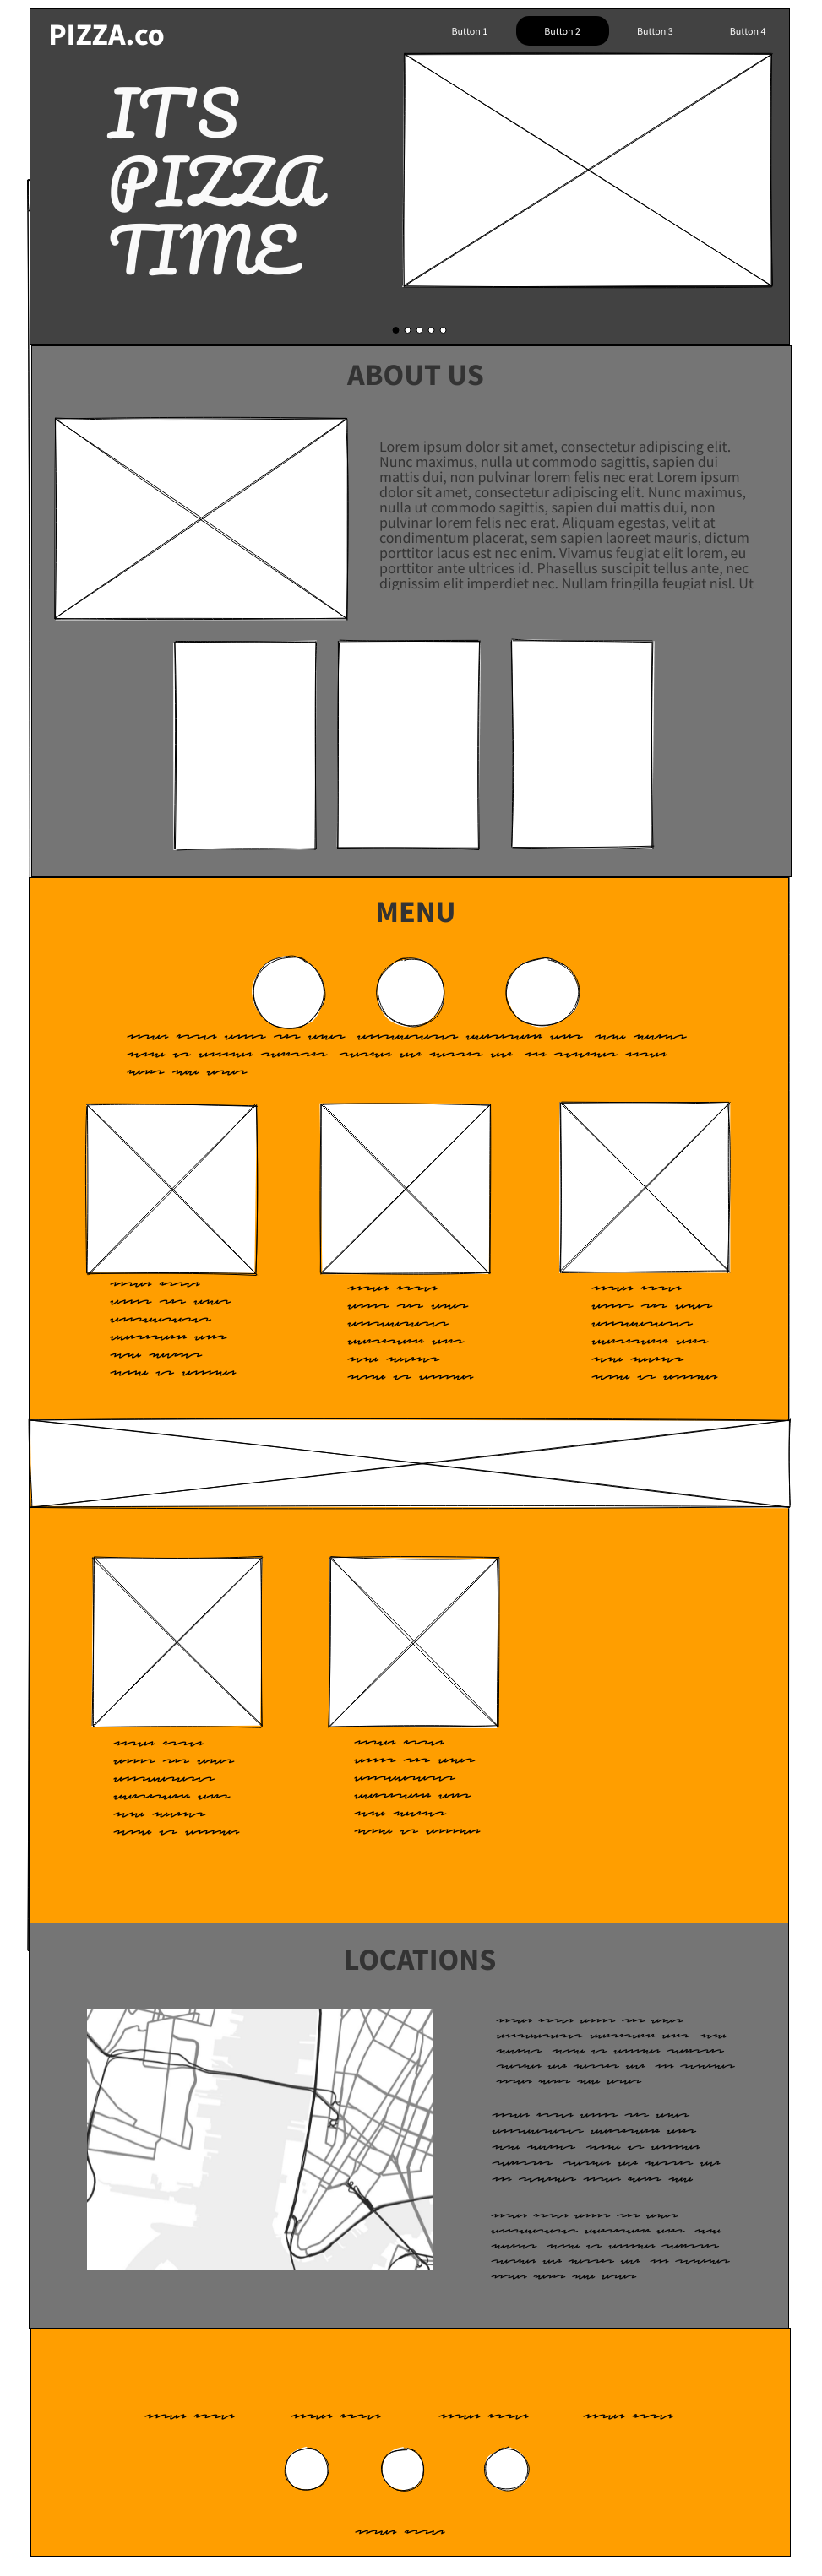 PIZZA.co
Button 1
Button 2
Button 3
Button 4
IT'S
PIZZA
TIME
ABOUT US
Lorem ipsum dolor sit amet, consectetur adipiscing elit.
Nunc maximus, nulla ut commodo sagittis, sapien dui
mattis dui, non pulvinar lorem felis nec erat Lorem ipsum
dolor sit amet, consectetur adipiscing elit. Nunc maximus,
nulla ut commodo sagittis, sapien dui mattis dui, non
pulvinar lorem felis nec erat. Aliquam egestas, velit at
condimentum placerat, sem sapien laoreet mauris, dictum
porttitor lacus est nec enim. Vivamus feugiat elit lorem, eu
porttitor ante ultrices id. Phasellus suscipit tellus ante, nec
dignissim elit imperdiet nec. Nullam fringilla feugiat nisl. Ut
MENU
LOCATIONS